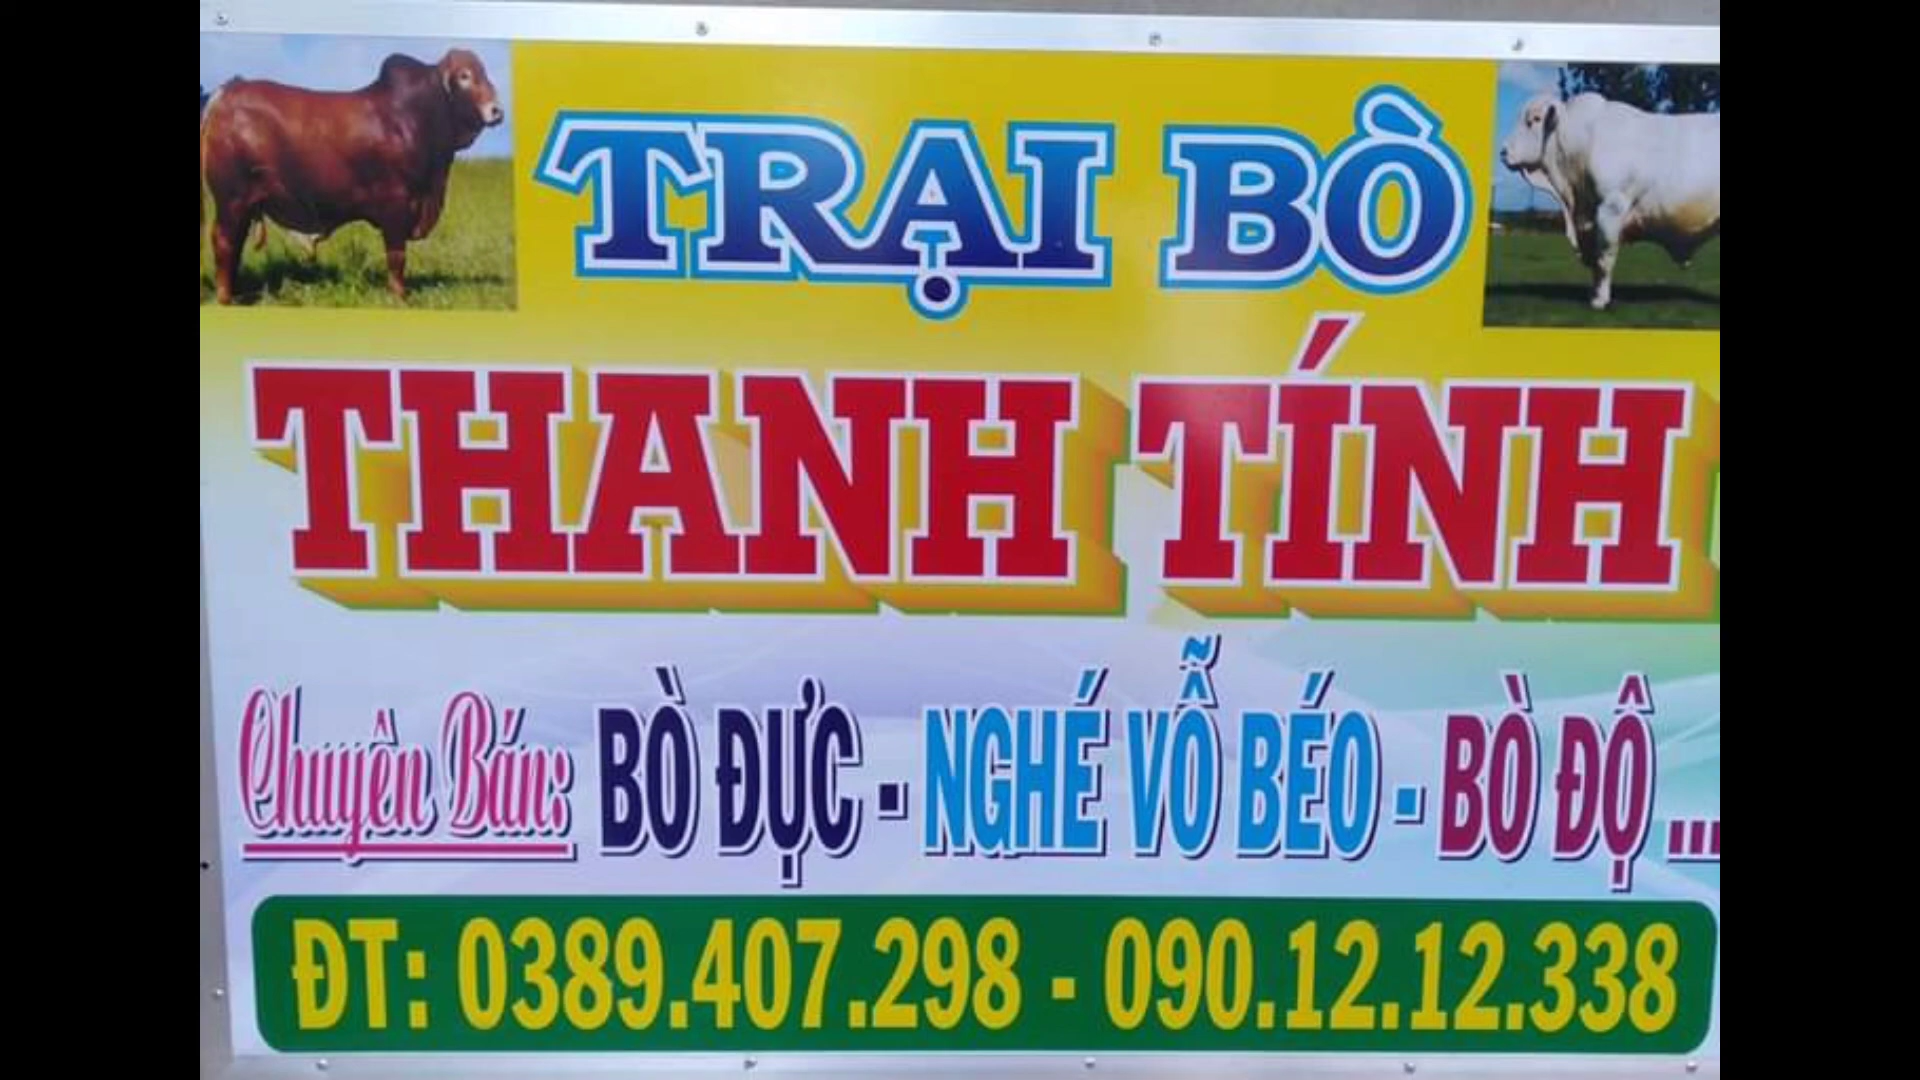 TRẠI BÒ
THANH TÍNH
Chuyên Bán: BÒ ĐỰC - NGHÉ VỖ BÉO - BÒ ĐỘ ...
ĐT: 0389.407.298 - 090.12.12.338